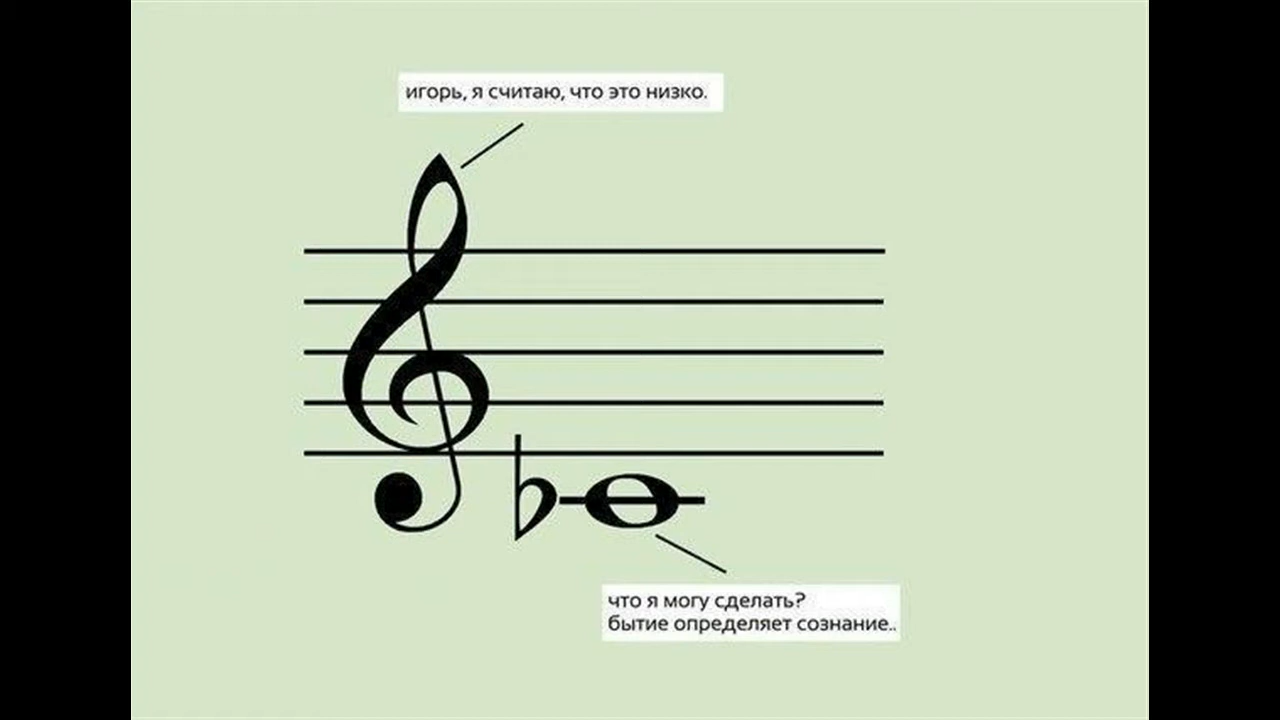 игорь, я считаю, что это низко.
что я могу сделать?
бытие определяет сознание..